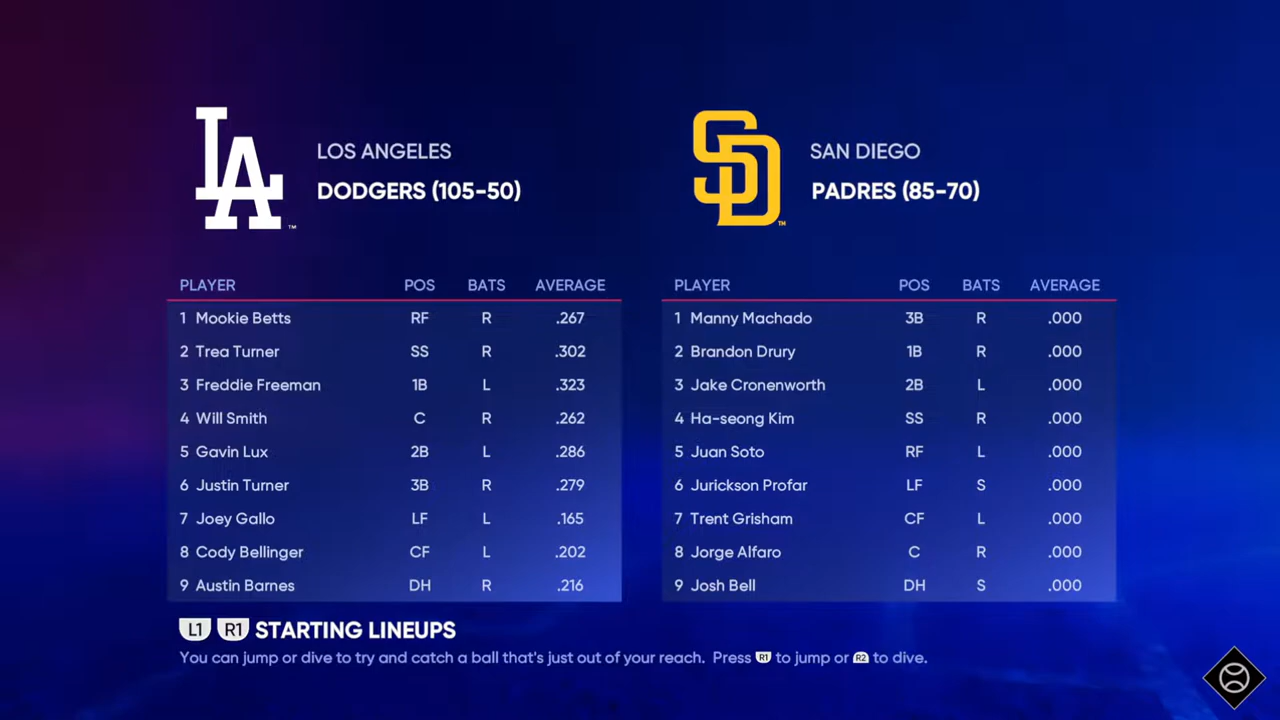 LA
LOS ANGELES
DODGERS (105-50)
SD
SAN DIEGO
PADRES (85-70)
PLAYER POS BATS AVERAGE
1 Mookie Betts RF R .267
2 Trea Turner SS R .302
3 Freddie Freeman 1B L .323
4 Will Smith C R .262
5 Gavin Lux 2B L .286
6 Justin Turner 3B R .279
7 Joey Gallo LF L .165
8 Cody Bellinger CF L .202
9 Austin Barnes DH R .216
PLAYER POS BATS AVERAGE
1 Manny Machado 3B R .000
2 Brandon Drury 1B R .000
3 Jake Cronenworth 2B L .000
4 Ha-seong Kim SS R .000
5 Juan Soto RF L .000
6 Jurickson Profar LF S .000
7 Trent Grisham CF L .000
8 Jorge Alfaro C R .000
9 Josh Bell DH S .000
L1 R1 STARTING LINEUPS
You can jump or dive to try and catch a ball that's just out of your reach. Press R1 to jump or R2 to dive.